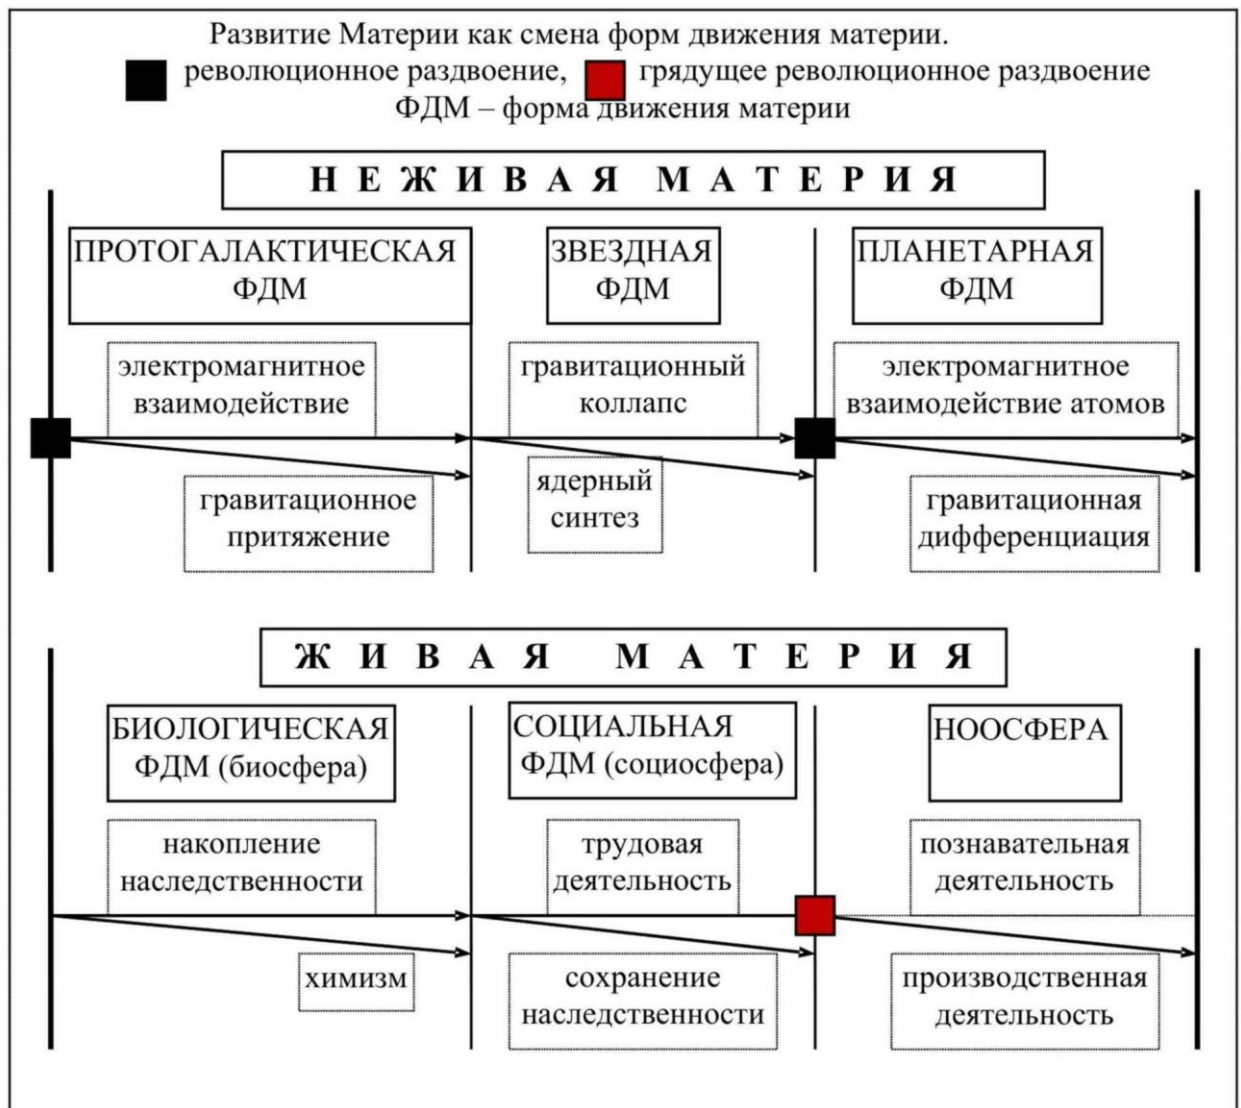 Развитие Материи как смена форм движения материи.
революционное раздвоение, грядущее революционное раздвоение
ФДМ – форма движения материи
НЕЖИВАЯ МАТЕРИЯ
ПРОТОГАЛАКТИЧЕСКАЯ
ФДМ
ЗВЕЗДНАЯ
ФДМ
ПЛАНЕТАРНАЯ
ФДМ
электромагнитное
взаимодействие
гравитационный
коллапс
электромагнитное
взаимодействие атомов
гравитационное
притяжение
ядерный
синтез
гравитационная
дифференциация
ЖИВАЯ МАТЕРИЯ
БИОЛОГИЧЕСКАЯ
ФДМ (биосфера)
СОЦИАЛЬНАЯ
ФДМ (социосфера)
НООСФЕРА
накопление
наследственности
трудовая
деятельность
познавательная
деятельность
химизм
сохранение
наследственности
производственная
деятельность